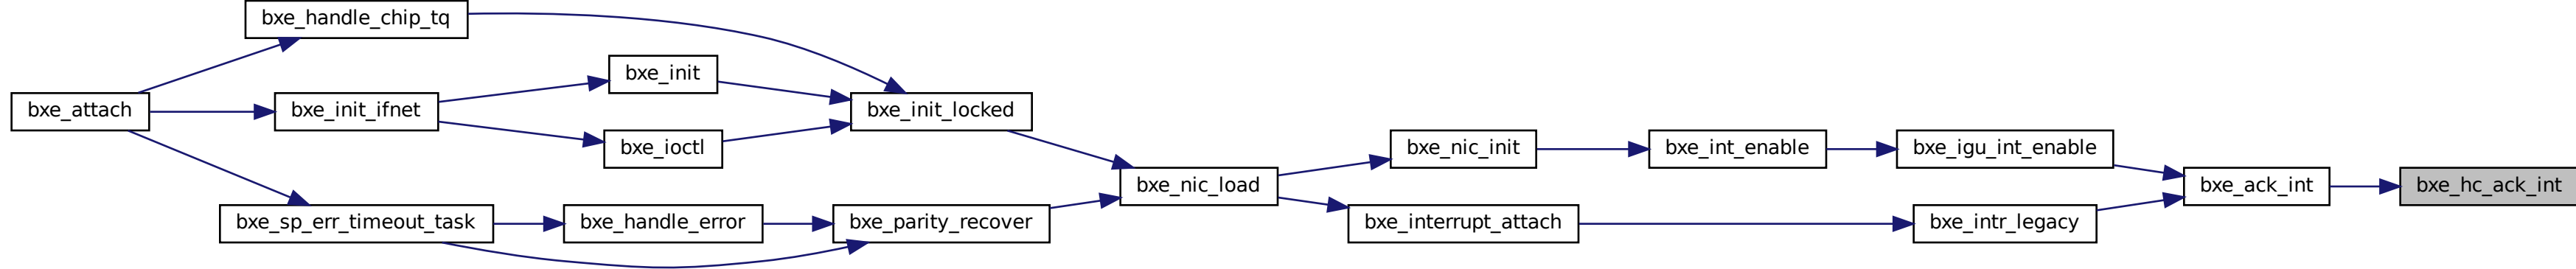 bxe_handle_chip_tq
bxe_init
bxe_attach
bxe_init_ifnet
bxe_init_locked
bxe_ioctl
bxe_nic_init
bxe_int_enable
bxe_igu_int_enable
bxe_nic_load
bxe_ack_int
bxe_hc_ack_int
bxe_sp_err_timeout_task
bxe_handle_error
bxe_parity_recover
bxe_interrupt_attach
bxe_intr_legacy